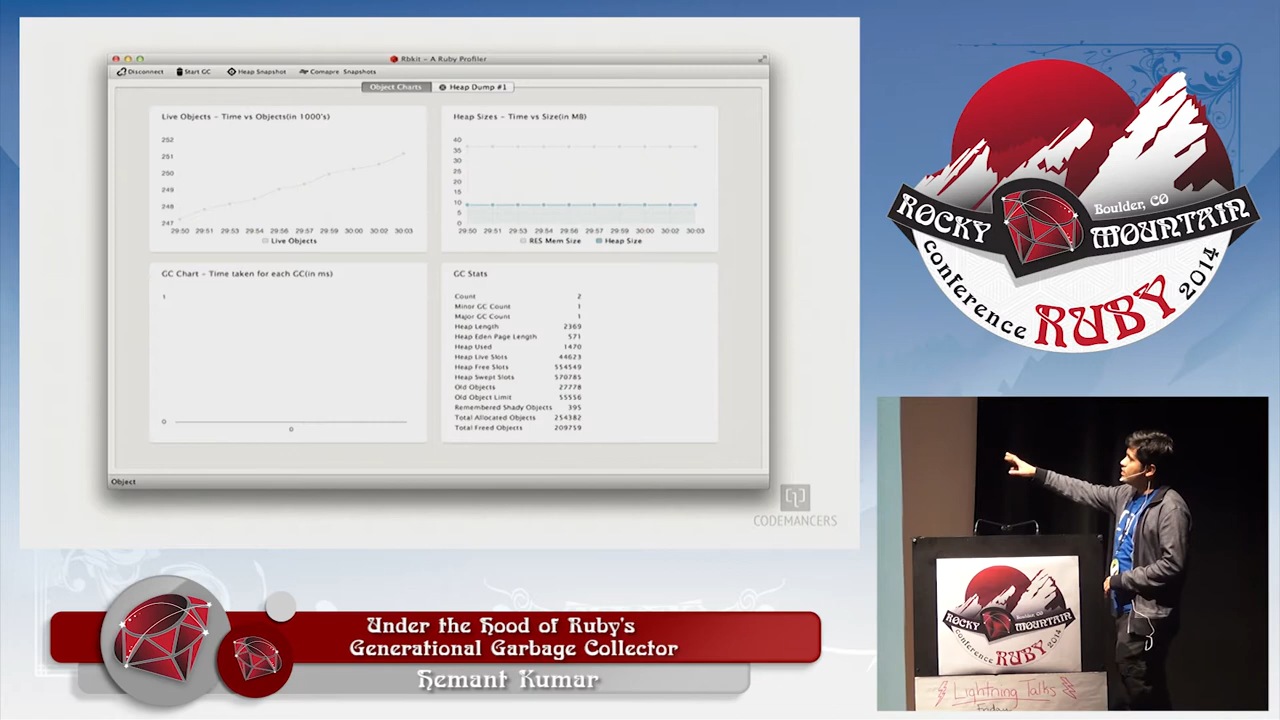 Rbkit - A Ruby Profiler
Disconnect Start GC Heap Snapshot Comapre Snapshots
Object Charts Heap Dump #1
Live Objects - Time vs Objects(in 1000's)
252
251
250
249
248
247
29:50 29:51 29:53 29:54 29:56 29:57 29:59 30:00 30:02 30:03
Live Objects
Heap Sizes - Time vs Size(in MB)
40
35
30
25
20
15
10
5
0
29:50 29:51 29:53 29:54 29:56 29:57 29:59 30:00 30:02 30:03
RES Mem Size Heap Size
GC Chart - Time taken for each GC(in ms)
1
0
0
GC Stats
Count 2
Minor GC Count 1
Major GC Count 1
Heap Length 2369
Heap Eden Page Length 571
Heap Used 1470
Heap Live Slots 44623
Heap Free Slots 554549
Heap Swept Slots 570785
Old Objects 27778
Old Object Limit 55556
Remembered Shady Objects 395
Total Allocated Objects 254382
Total Freed Objects 209759
Object
CODEMANCERS
Boulder, CO
ROCKY MOUNTAIN
conference RUBY 2014
Boulder, CO
ROCKY MOUNTAIN
conference RUBY 2014
Lightning Talks
Friday
Under the Hood of Ruby's
Generational Garbage Collector
Hemant Kumar